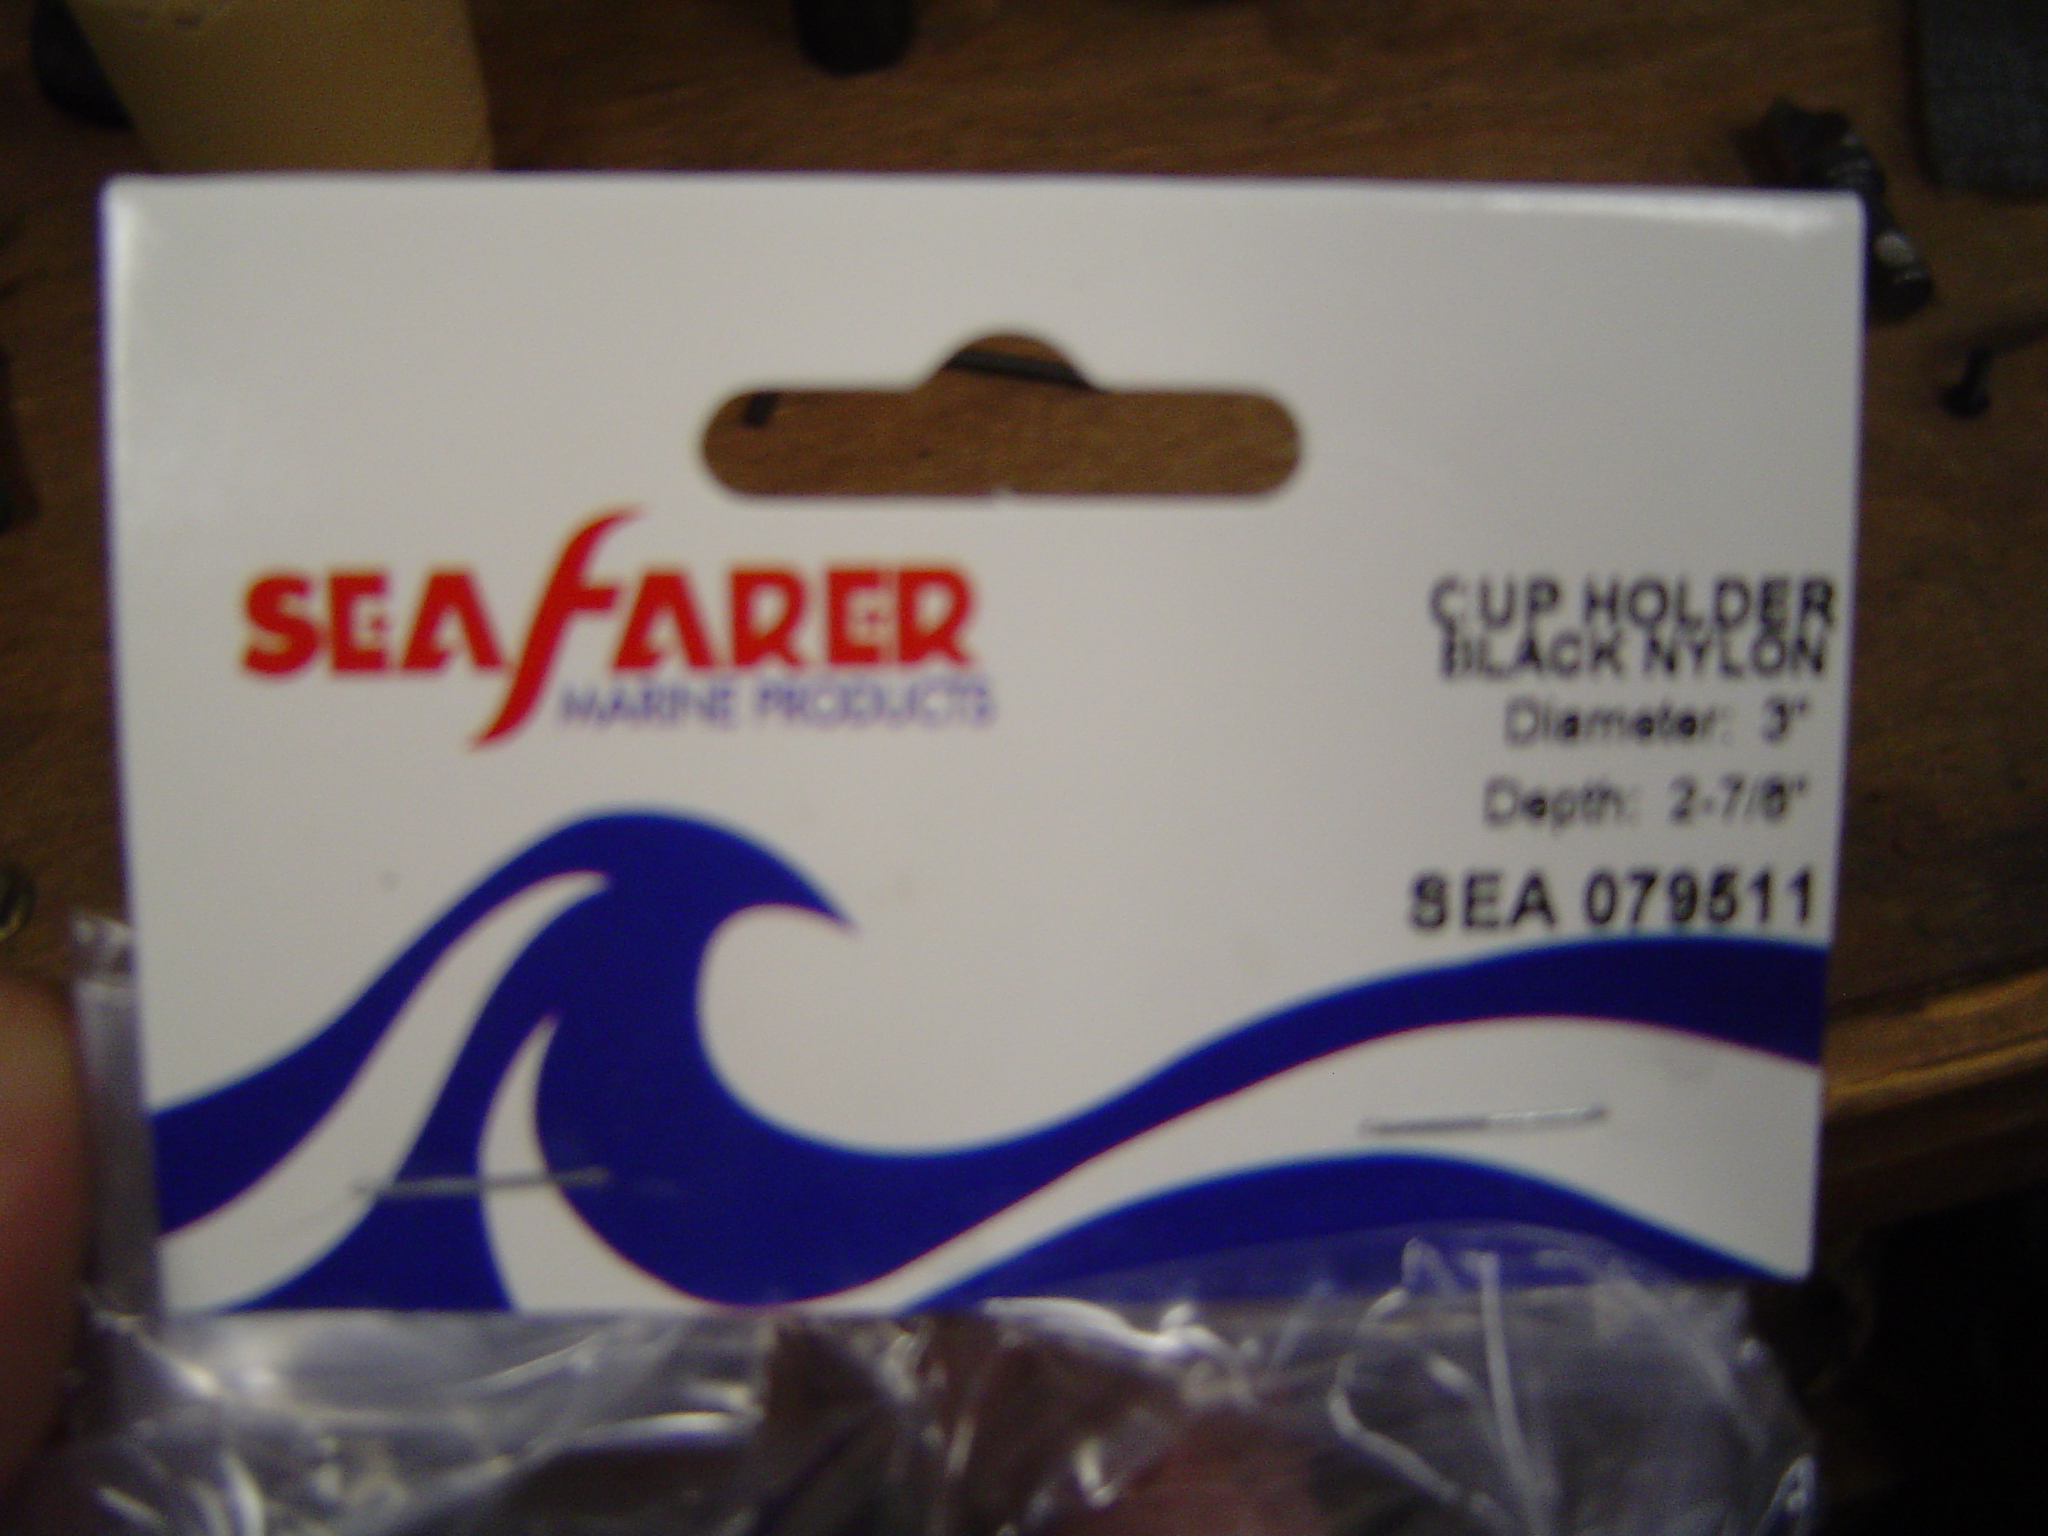 SEAFARER
MARINE PRODUCTS
CUP HOLDER
BLACK NYLON
Diameter: 3"
Depth: 2-7/8"
SEA 079511